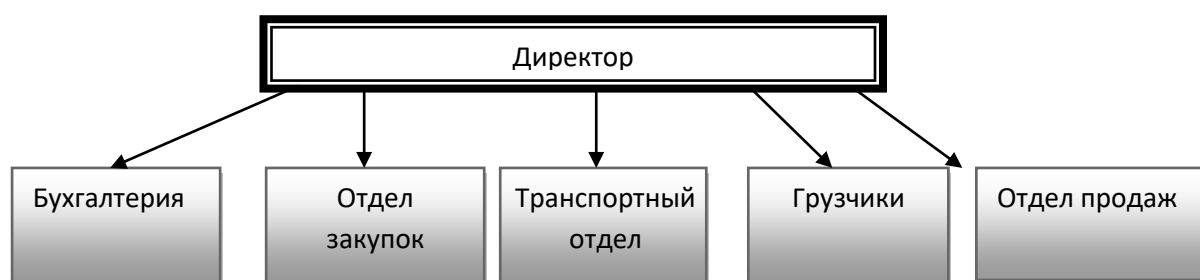 Директор
Бухгалтерия
Отдел
закупок
Транспортный
отдел
Грузчики
Отдел продаж